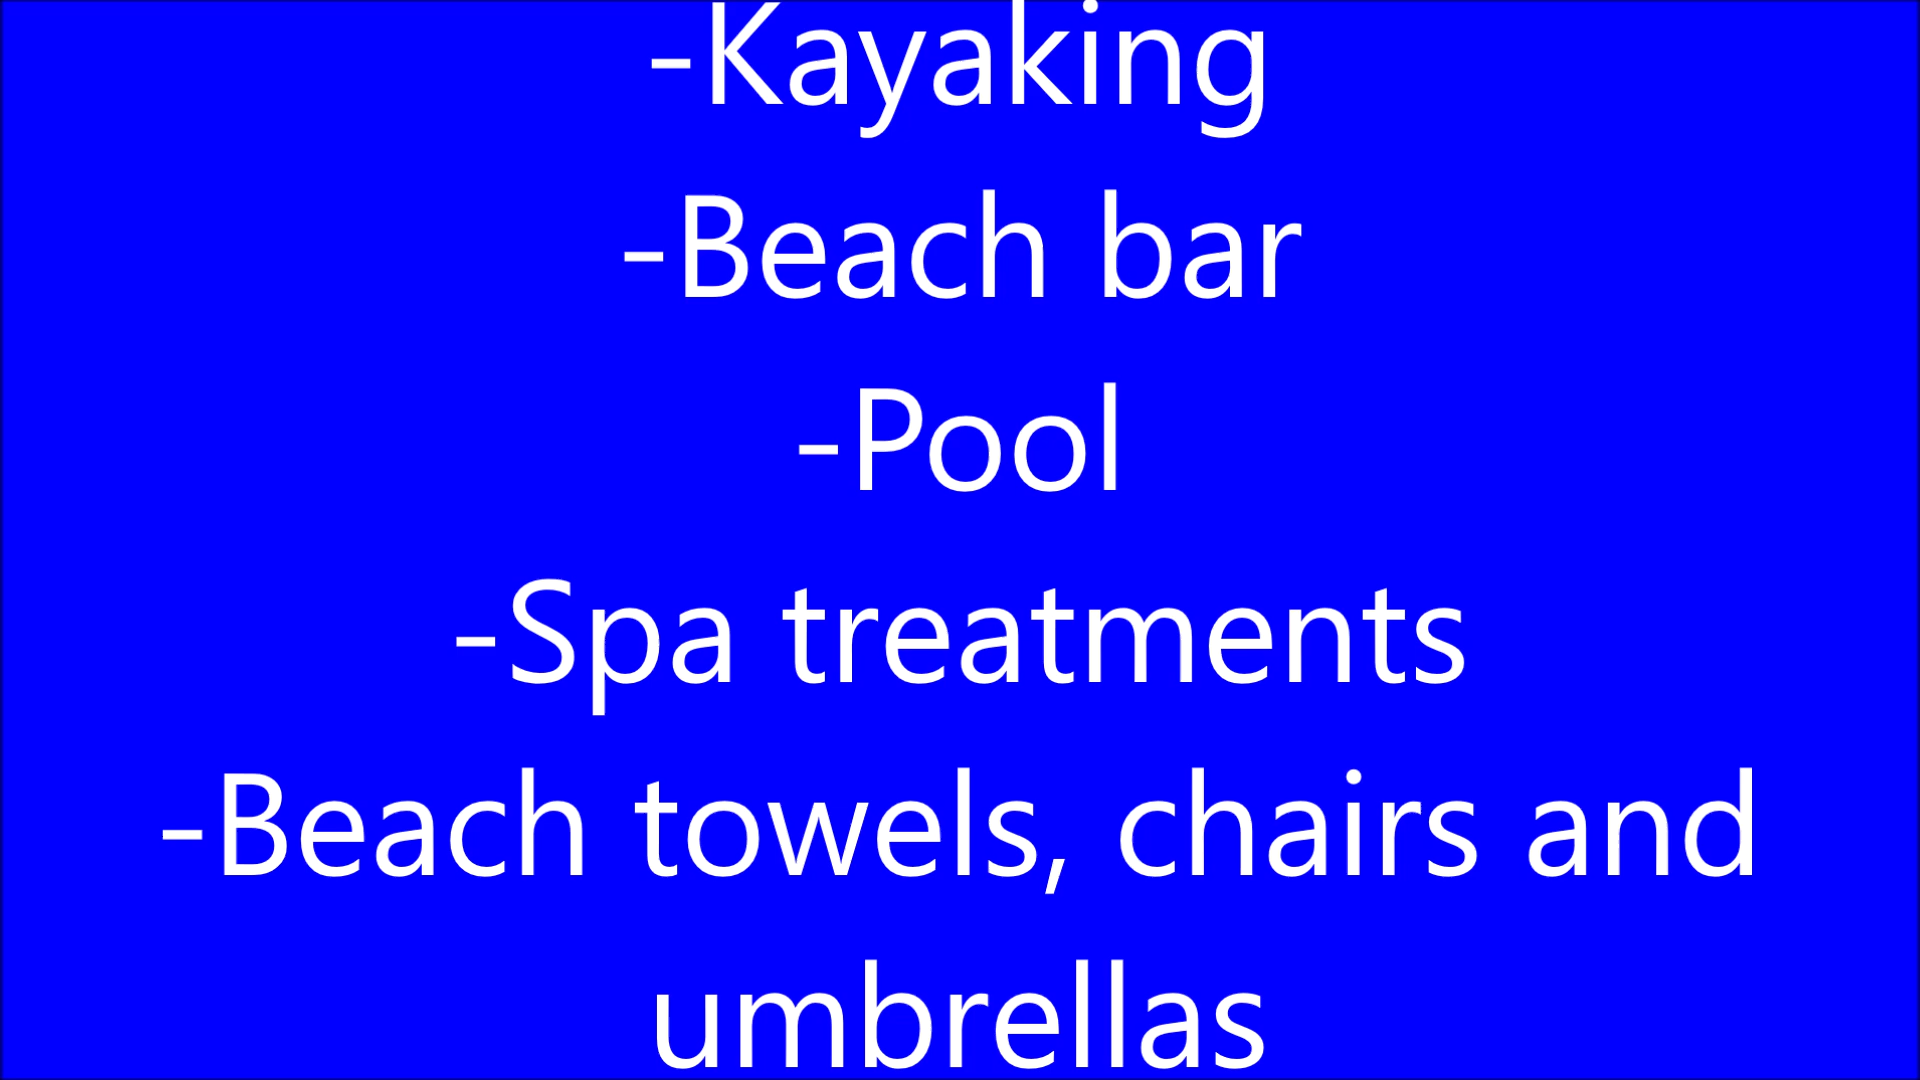 -Kayaking
-Beach bar
-Pool
-Spa treatments
-Beach towels, chairs and
umbrellas